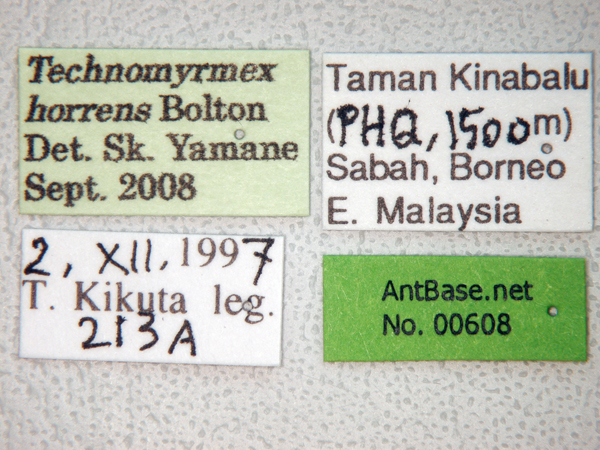 Technomyrmex
horrens Bolton
Det. Sk. Yamane
Sept. 2008
Taman Kinabalu
(PHQ, 1500m)
Sabah, Borneo
E. Malaysia
2, XII, 1997
T. Kikuta leg.
213A
AntBase.net
No. 00608